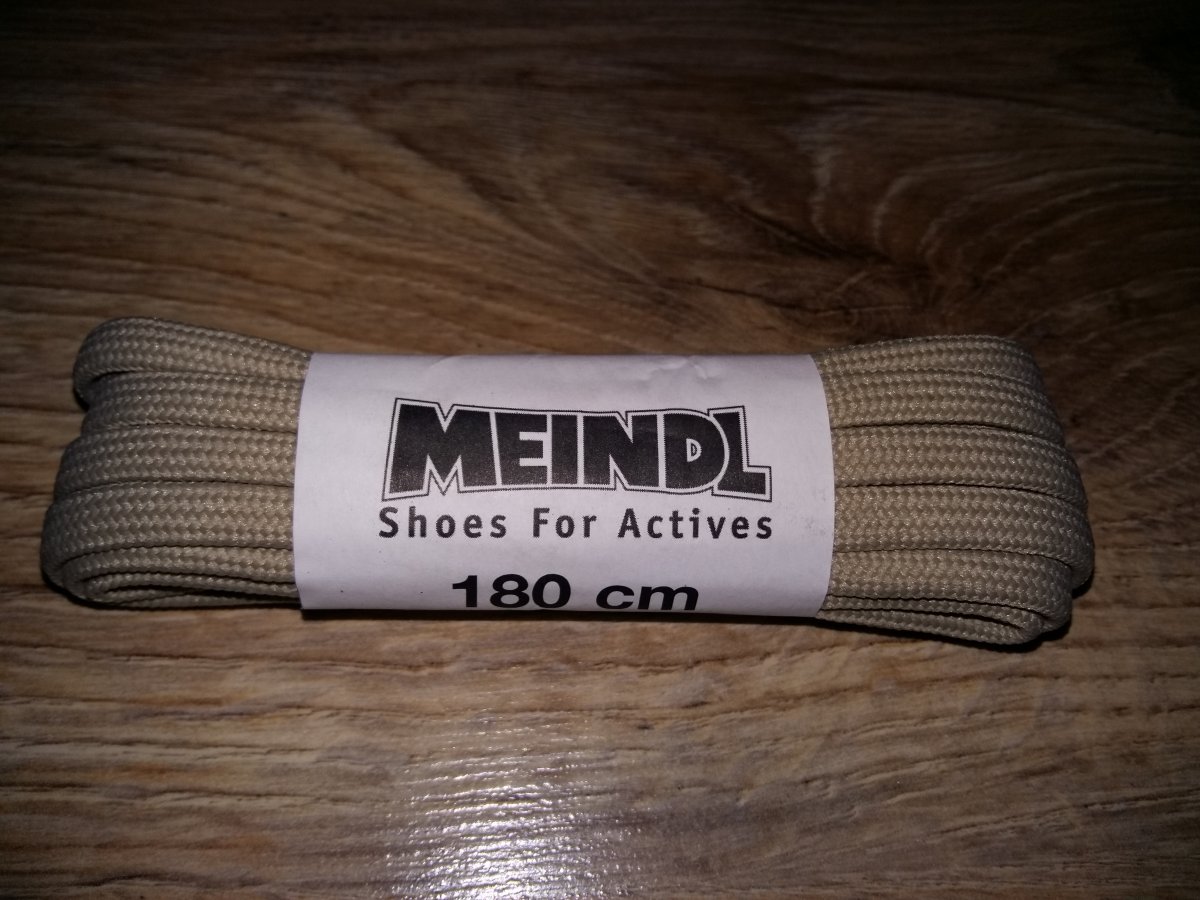 MEINDL
Shoes For Actives
180 cm